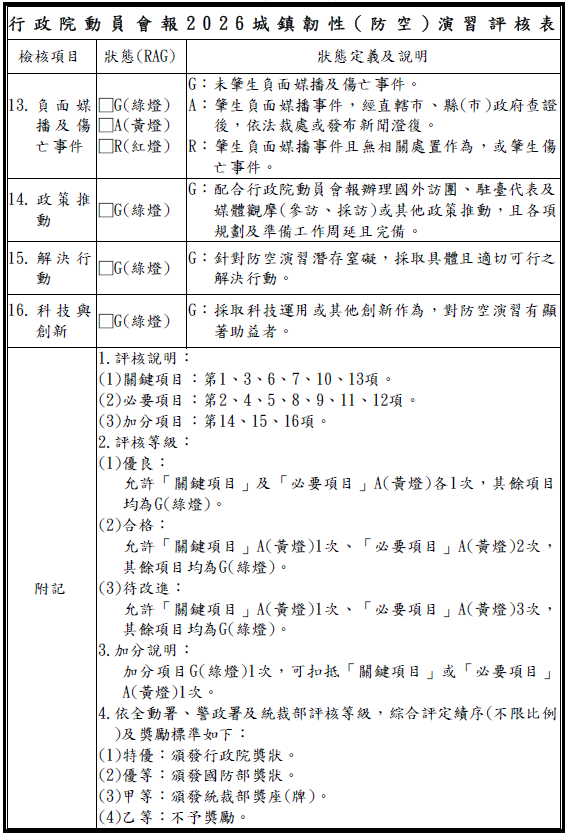 行政院動員會報2026城鎮韌性(防空)演習評核表
檢核項目 狀態(RAG) 狀態定義及說明
13. 負面媒播及傷亡事件
□G(綠燈)
□A(黃燈)
□R(紅燈)
G：未肇生負面媒播及傷亡事件。
A：肇生負面媒播事件，經直轄市、縣(市)政府查證
後，依法裁處或發布新聞澄復。
R：肇生負面媒播事件且無相關處置作為，或肇生傷
亡事件。
14. 政策推
動
□G(綠燈)
G：配合行政院動員會報辦理國外訪團、駐臺代表及
媒體觀摩(參訪、採訪)或其他政策推動，且各項
規劃及準備工作周延且完備。
15. 解決行
動
□G(綠燈)
G：針對防空演習潛存窒礙，採取具體且適切可行之
解決行動。
16. 科技與
創新
□G(綠燈)
G：採取科技運用或其他創新作為，對防空演習有顯
著助益者。
附記
1.評核說明：
(1)關鍵項目：第1、3、6、7、10、13項。
(2)必要項目：第2、4、5、8、9、11、12項。
(3)加分項目：第14、15、16項。
2.評核等級：
(1)優良：
允許「關鍵項目」及「必要項目」A(黃燈)各1次，其餘項目
均為G(綠燈)。
(2)合格：
允許「關鍵項目」A(黃燈)1次、「必要項目」A(黃燈)2次，
其餘項目均為G(綠燈)。
(3)待改進：
允許「關鍵項目」A(黃燈)1次、「必要項目」A(黃燈)3次，
其餘項目均為G(綠燈)。
3.加分說明：
加分項目G(綠燈)1次，可扣抵「關鍵項目」或「必要項目」
A(黃燈)1次。
4.依全動署、警政署及統裁部評核等級，綜合評定績序(不限比例
)及獎勵標準如下：
(1)特優：頒發行政院獎狀。
(2)優等：頒發國防部獎狀。
(3)甲等：頒發統裁部獎座(牌)。
(4)乙等：不予獎勵。